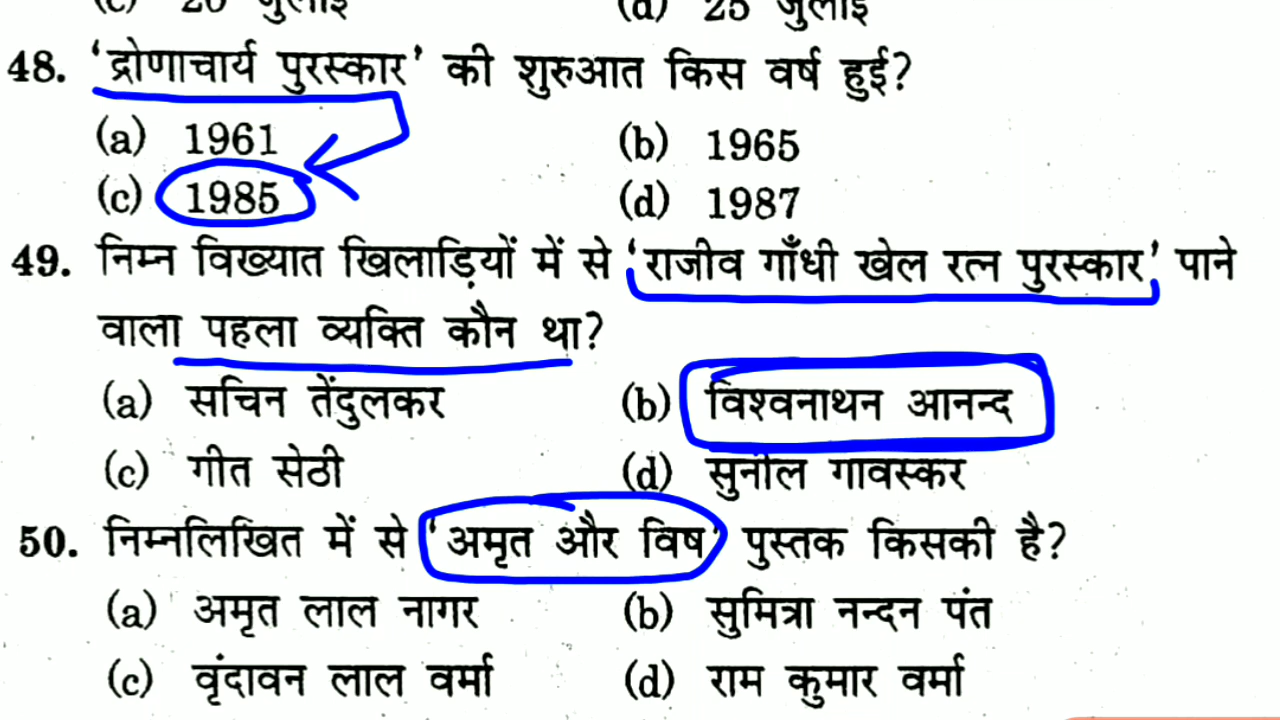 (c) 20 जुलाई (d) 25 जुलाई
48. ‘द्रोणाचार्य पुरस्कार’ की शुरुआत किस वर्ष हुई?
(a) 1961 (b) 1965
(c) 1985 (d) 1987
49. निम्न विख्यात खिलाड़ियों में से ‘राजीव गाँधी खेल रत्न पुरस्कार’ पाने
वाला पहला व्यक्ति कौन था?
(a) सचिन तेंदुलकर (b) विश्वनाथन आनन्द
(c) गीत सेठी (d) सुनील गावस्कर
50. निम्नलिखित में से ‘अमृत और विष’ पुस्तक किसकी है?
(a) अमृत लाल नागर (b) सुमित्रा नन्दन पंत
(c) वृंदावन लाल वर्मा (d) राम कुमार वर्मा